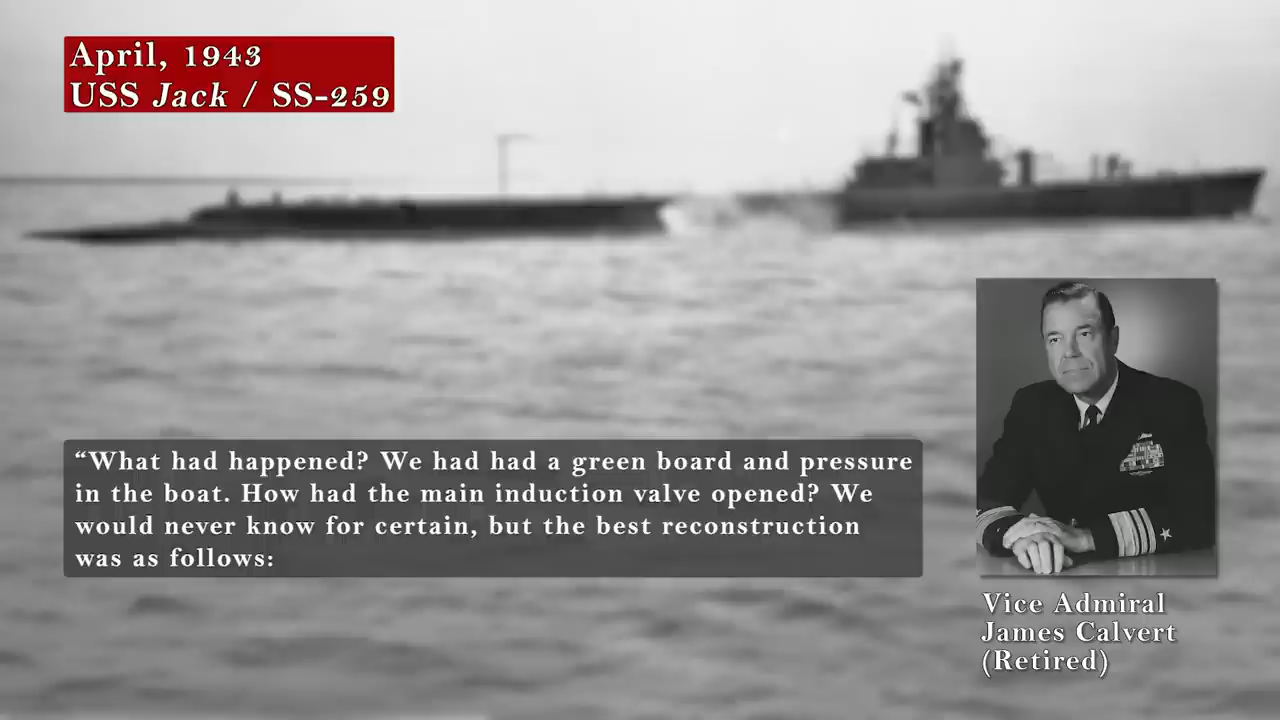 April, 1943
USS Jack / SS-259
“What had happened? We had had a green board and pressure
in the boat. How had the main induction valve opened? We
would never know for certain, but the best reconstruction
was as follows:
Vice Admiral
James Calvert
(Retired)